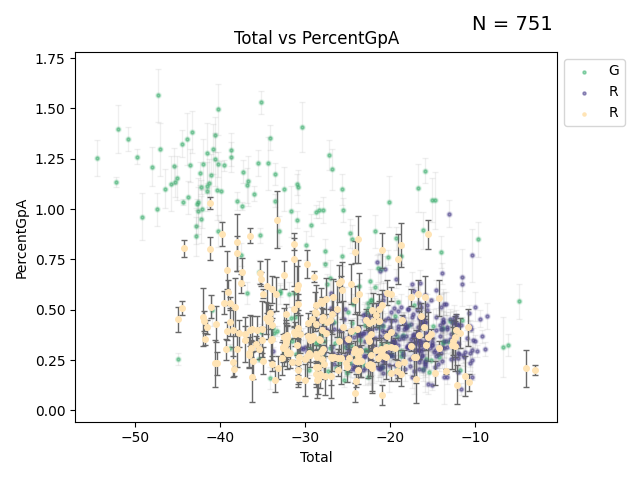 N = 751
Total vs PercentGpA
G
R
R
PercentGpA
1.75
1.50
1.25
1.00
0.75
0.50
0.25
0.00
−50
−40
−30
−20
−10
Total